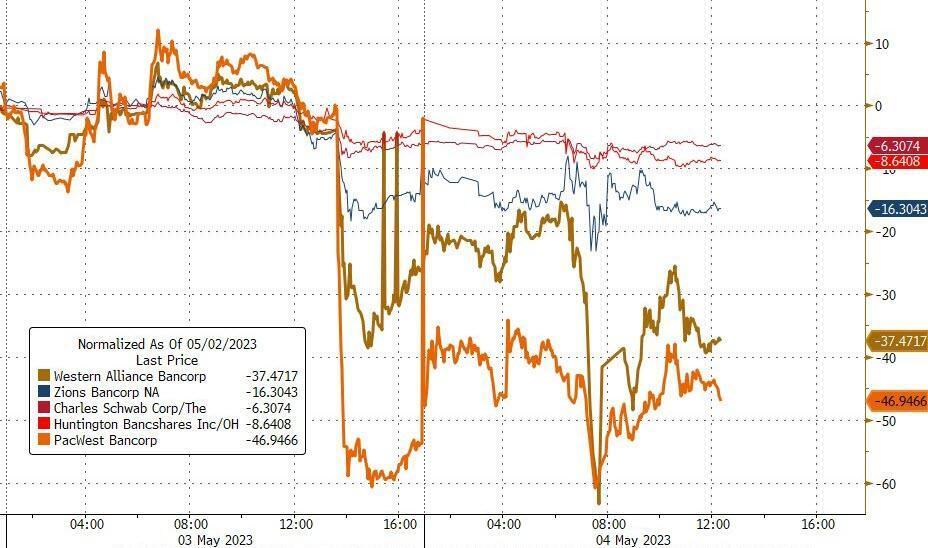 10
0
-6.3074
-8.6408
-10
-16.3043
-20
-30
-37.4717
-40
-46.9466
-50
-60
Normalized As Of 05/02/2023
Last Price
Western Alliance Bancorp -37.4717
Zions Bancorp NA -16.3043
Charles Schwab Corp/The -6.3074
Huntington Bancshares Inc/OH -8.6408
PacWest Bancorp -46.9466
04:00 08:00 12:00 16:00 04:00 08:00 12:00 16:00
03 May 2023 04 May 2023